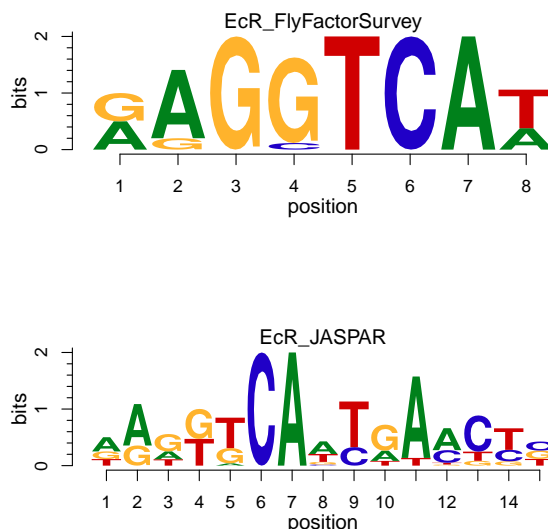 EcR_FlyFactorSurvey
2
1
0
bits
G A G G T C A T
A G C A
1 2 3 4 5 6 7 8
position
EcR_JASPAR
2
1
0
bits
A A G G T C A A T G A A C T C
G G A T G T C A T C T C G
T T A T G G T
1 2 3 4 5 6 7 8 9 10 12 14
position